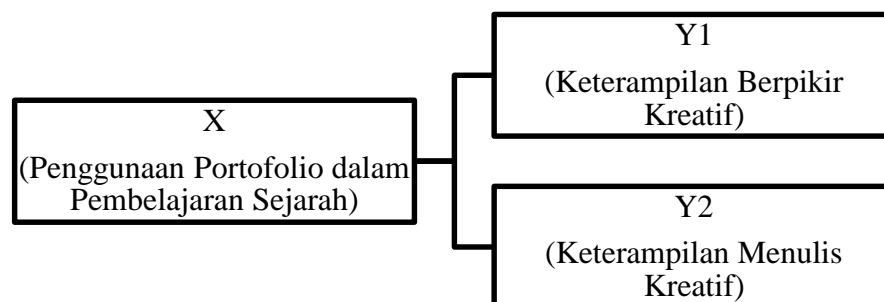 X
(Penggunaan Portofolio dalam
Pembelajaran Sejarah)
Y1
(Keterampilan Berpikir
Kreatif)
Y2
(Keterampilan Menulis
Kreatif)